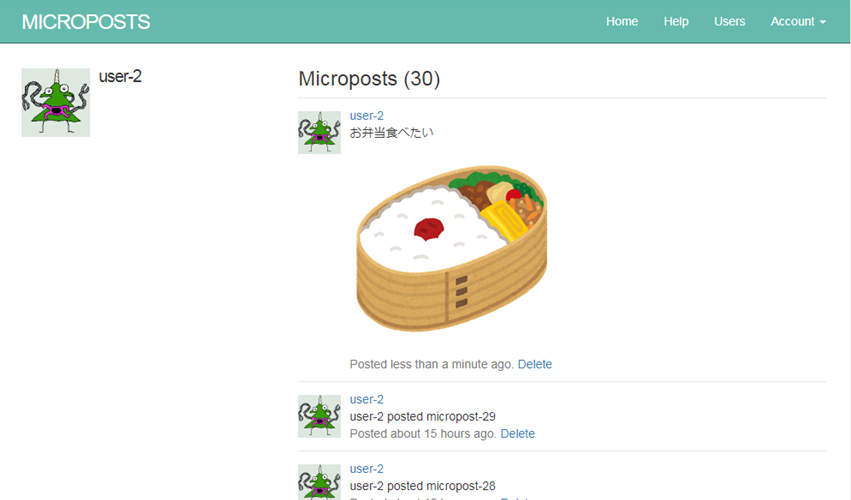 MICROPOSTS
Home Help Users Account
user-2
Microposts (30)
user-2
お弁当食べたい
Posted less than a minute ago. Delete
user-2
user-2 posted micropost-29
Posted about 15 hours ago. Delete
user-2
user-2 posted micropost-28